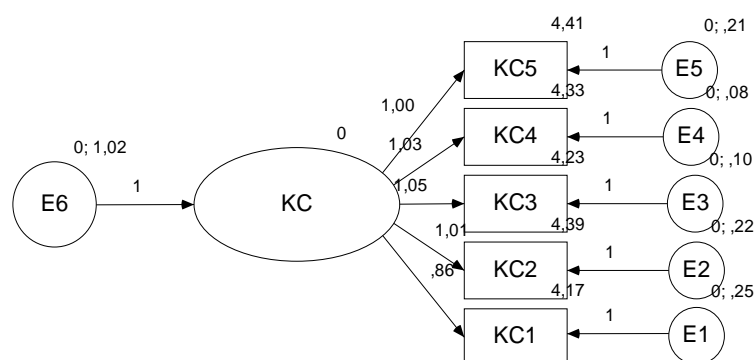 4,41
0; ,21
KC5
1
E5
1,00
4,33
0; ,08
KC4
1
E4
1,03
0; 1,02
0
4,23
0; ,10
E6
1
KC
1,05
KC3
1
E3
4,39
0; ,22
1,01
KC2
1
E2
,86
4,17
0; ,25
KC1
1
E1